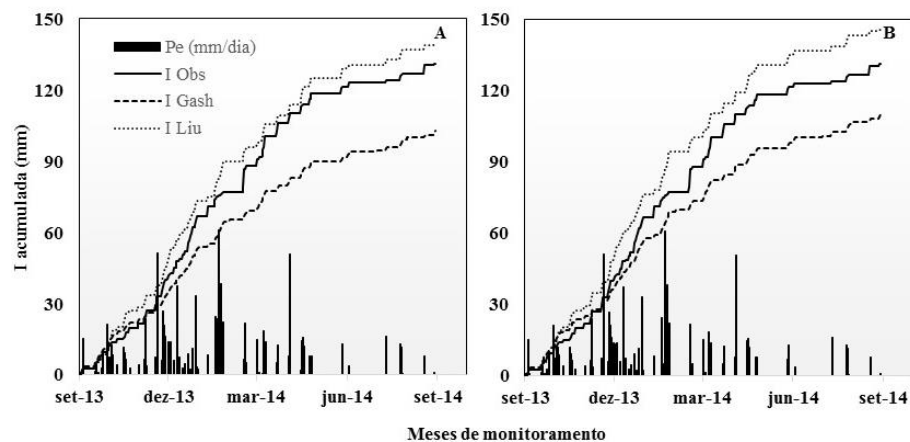 150
A
Pe (mm/dia)
I Obs
I Gash
I Liu
120
90
60
30
0
I acumulada (mm)
set-13 dez-13 mar-14 jun-14 set-14
150
B
120
90
60
30
0
set-13 dez-13 mar-14 jun-14 set-14
Meses de monitoramento